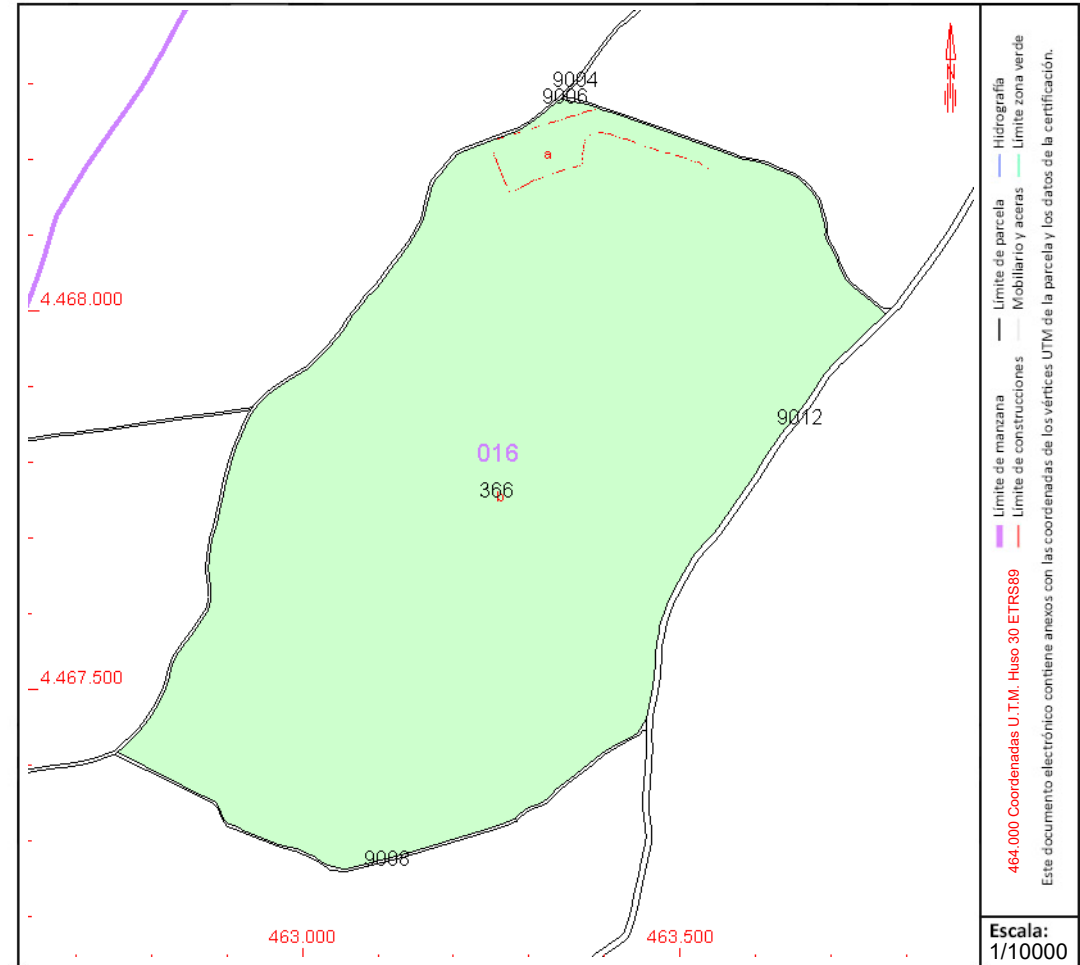 9004
9006
a
4.468.000
9012
016
366
4.467.500
9008
463.000
463.500
N
Límite de manzana
Límite de parcela
Hidrografía
Límite de construcciones
Mobiliario y aceras
Límite zona verde
464.000 Coordenadas U.T.M. Huso 30 ETRS89
Este documento electrónico contiene anexos con las coordenadas de los vértices UTM de la parcela y los datos de la certificación.
Escala:
1/10000